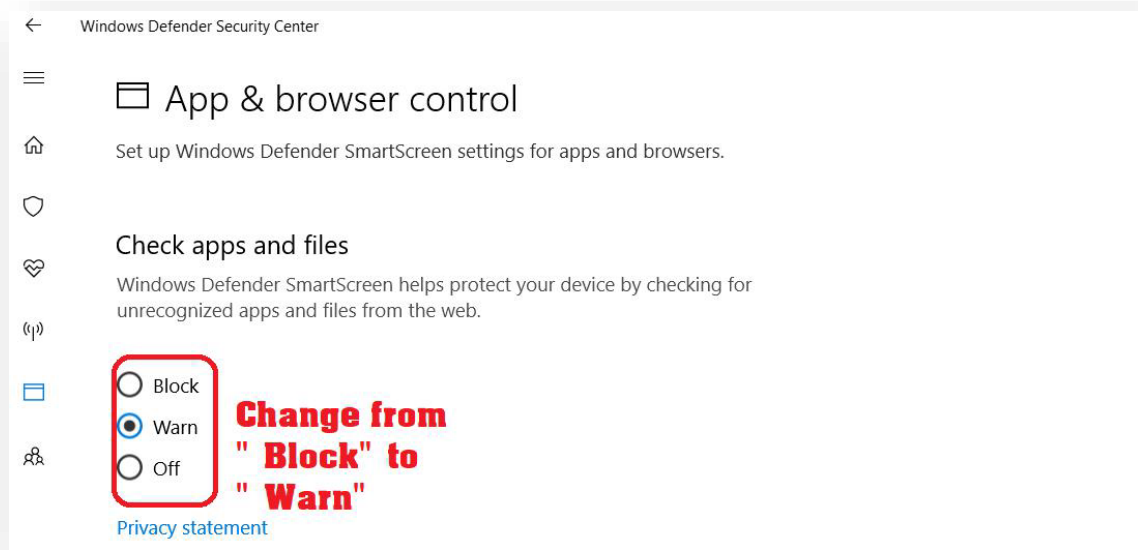 Windows Defender Security Center
App & browser control
Set up Windows Defender SmartScreen settings for apps and browsers.
Check apps and files
Windows Defender SmartScreen helps protect your device by checking for
unrecognized apps and files from the web.
Block
Warn
Off
Change from
" Block" to
" Warn"
Privacy statement